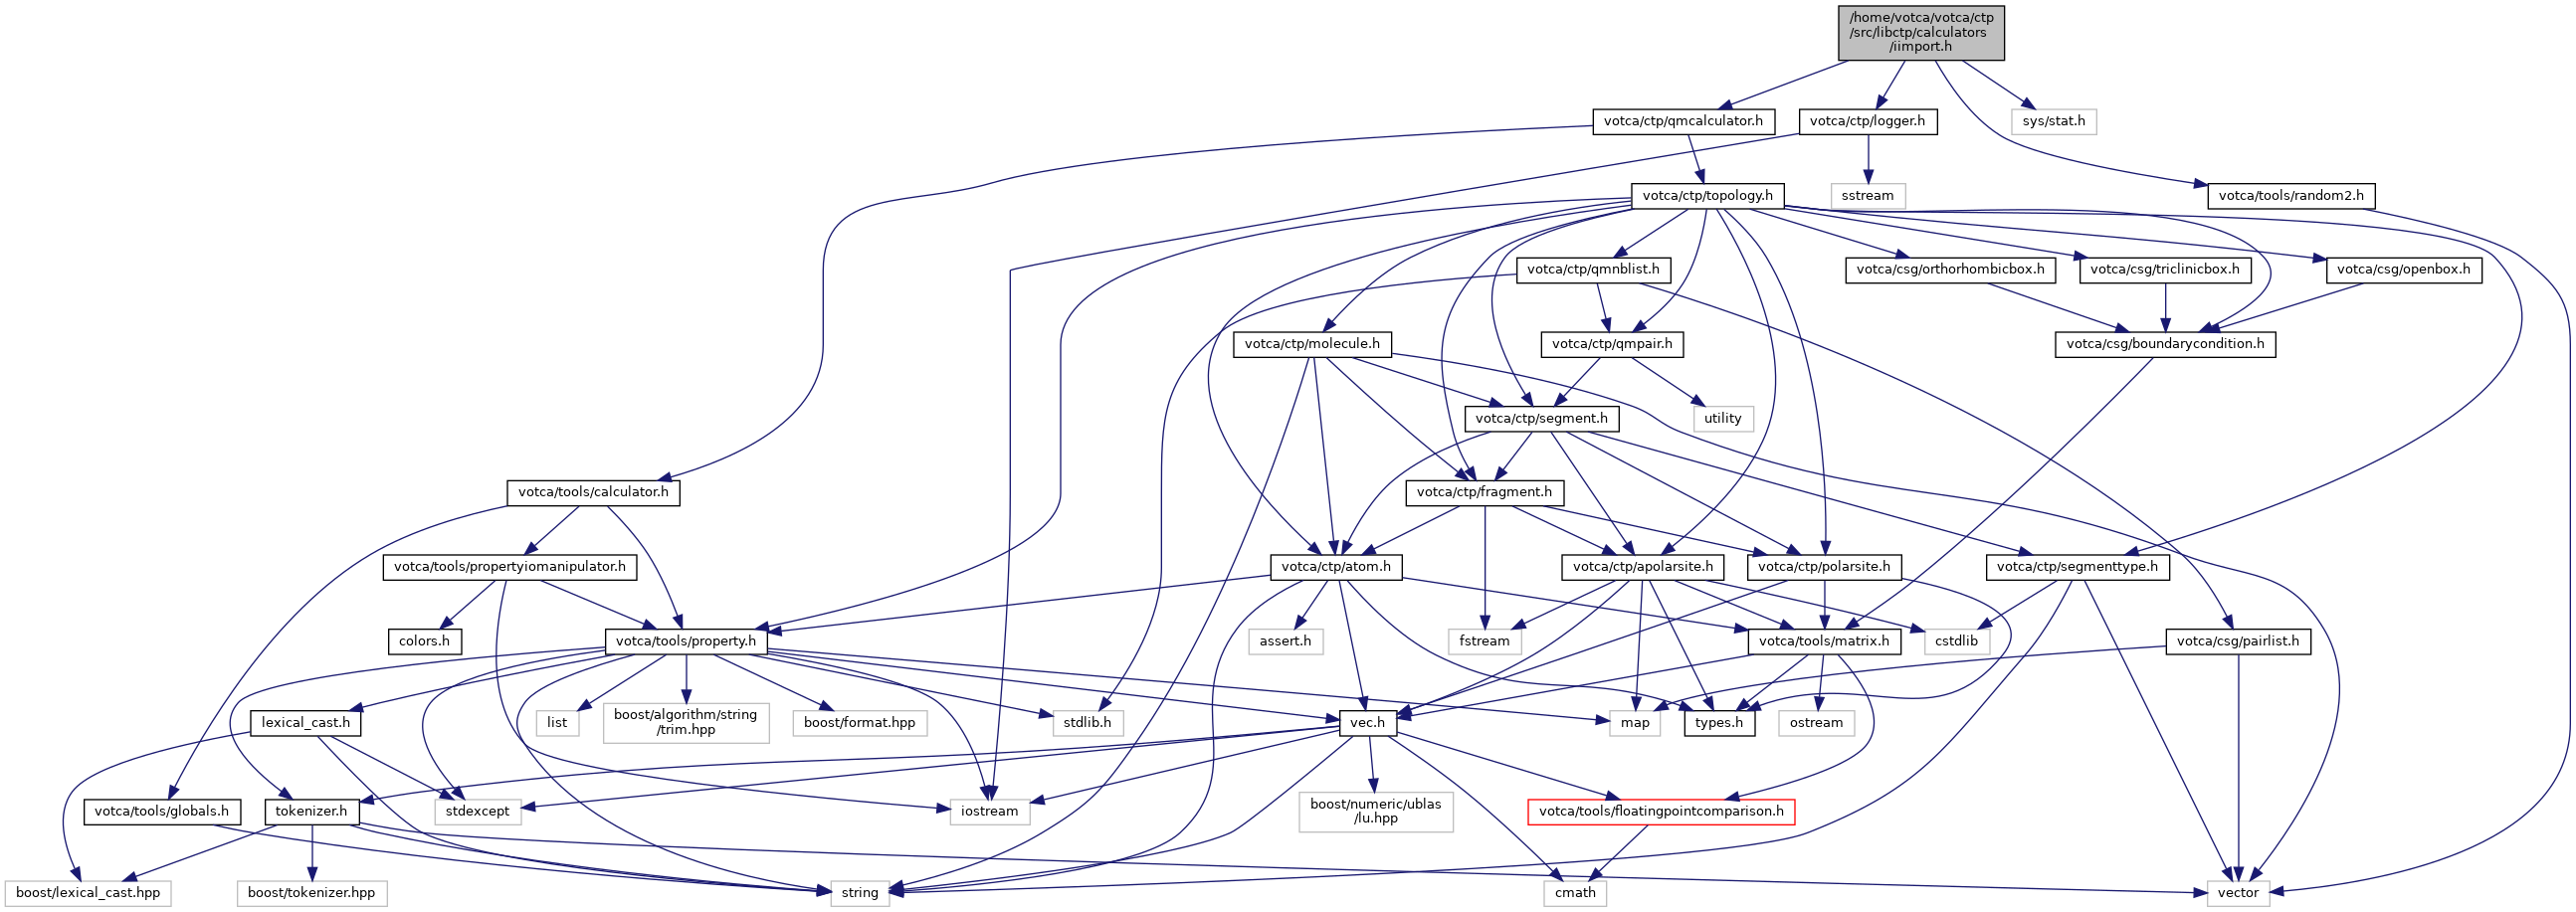 /home/votca/votca/ctp
/src/libctp/calculators
/iimport.h
votca/ctp/qmcalculator.h
votca/ctp/logger.h
sys/stat.h
votca/ctp/topology.h
sstream
votca/tools/random2.h
votca/ctp/qmnblist.h
votca/csg/orthorhombicbox.h
votca/csg/triclinicbox.h
votca/csg/openbox.h
votca/ctp/molecule.h
votca/ctp/qmpair.h
votca/csg/boundarycondition.h
votca/ctp/segment.h
utility
votca/tools/calculator.h
votca/ctp/fragment.h
votca/tools/propertyiomanipulator.h
votca/ctp/atom.h
votca/ctp/apolarsite.h
votca/ctp/polarsite.h
votca/ctp/segmenttype.h
colors.h
votca/tools/property.h
assert.h
fstream
votca/tools/matrix.h
cstdlib
votca/csg/pairlist.h
lexical_cast.h
list
boost/algorithm/string
/trim.hpp
boost/format.hpp
stdlib.h
vec.h
map
types.h
ostream
votca/tools/globals.h
tokenizer.h
stdexcept
iostream
boost/numeric/ublas
/lu.hpp
votca/tools/floatingpointcomparison.h
boost/lexical_cast.hpp
boost/tokenizer.hpp
string
cmath
vector